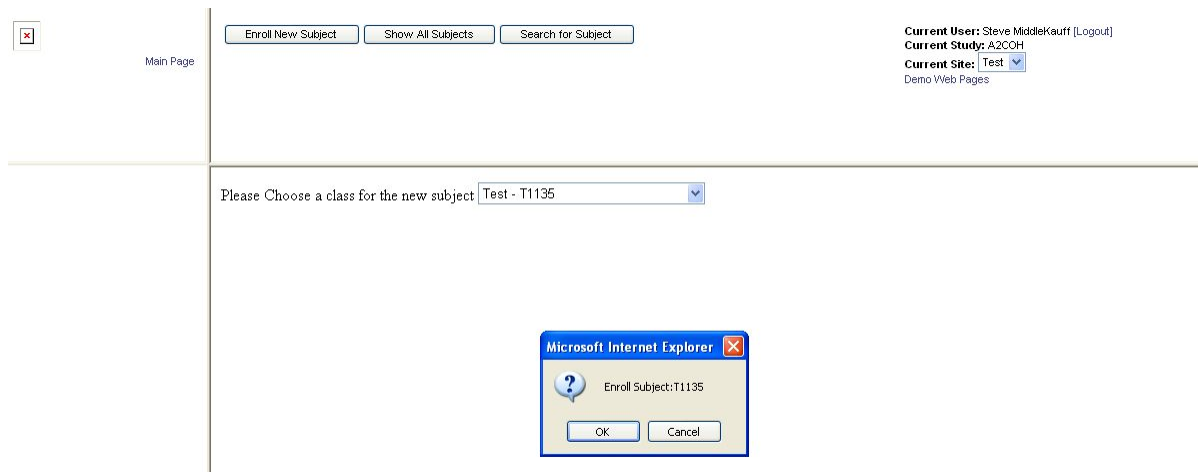 Main Page
Enroll New Subject Show All Subjects Search for Subject
Current User: Steve MiddleKauff [Logout]
Current Study: A2COH
Current Site: Test
Demo Web Pages
Please Choose a class for the new subject Test - T1135
Microsoft Internet Explorer
Enroll Subject:T1135
OK Cancel